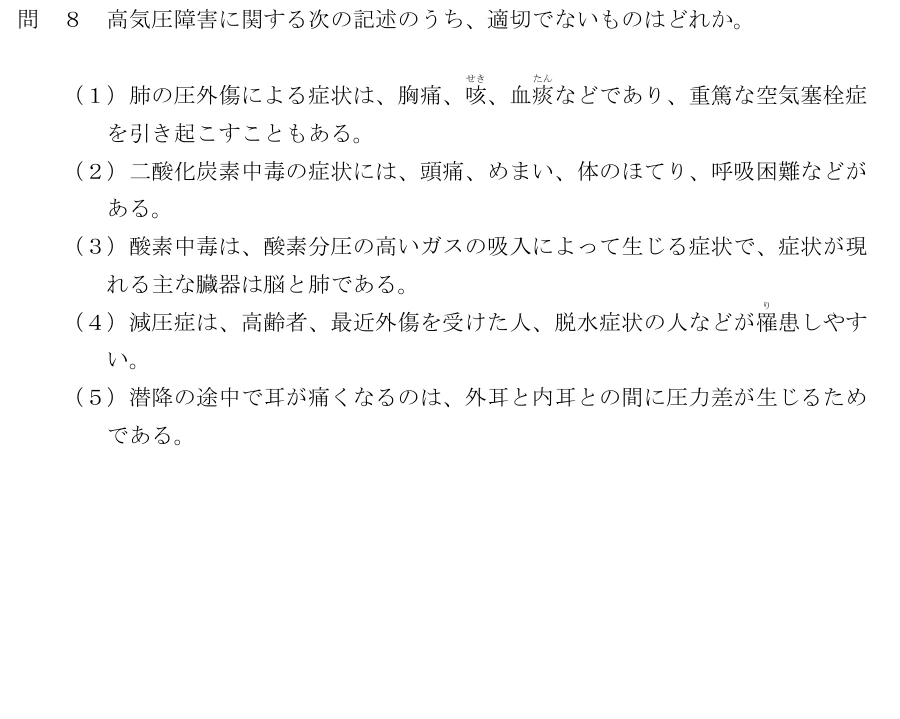 問　８　高気圧障害に関する次の記述のうち、適切でないものはどれか。
せき　たん
（１）肺の圧外傷による症状は、胸痛、咳、血痰などであり、重篤な空気塞栓症
を引き起こすこともある。
（２）二酸化炭素中毒の症状には、頭痛、めまい、体のほてり、呼吸困難などが
ある。
（３）酸素中毒は、酸素分圧の高いガスの吸入によって生じる症状で、症状が現
れる主な臓器は脳と肺である。
り
（４）減圧症は、高齢者、最近外傷を受けた人、脱水症状の人などが罹患しやす
い。
（５）潜降の途中で耳が痛くなるのは、外耳と内耳との間に圧力差が生じるため
である。